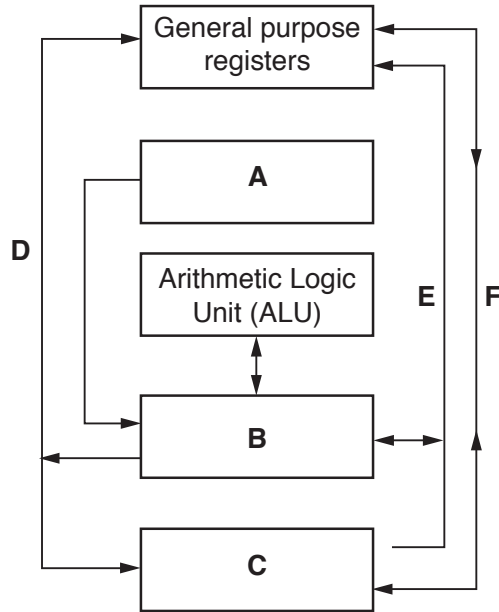 General purpose
registers
A
D
Arithmetic Logic
Unit (ALU)
E
F
B
C